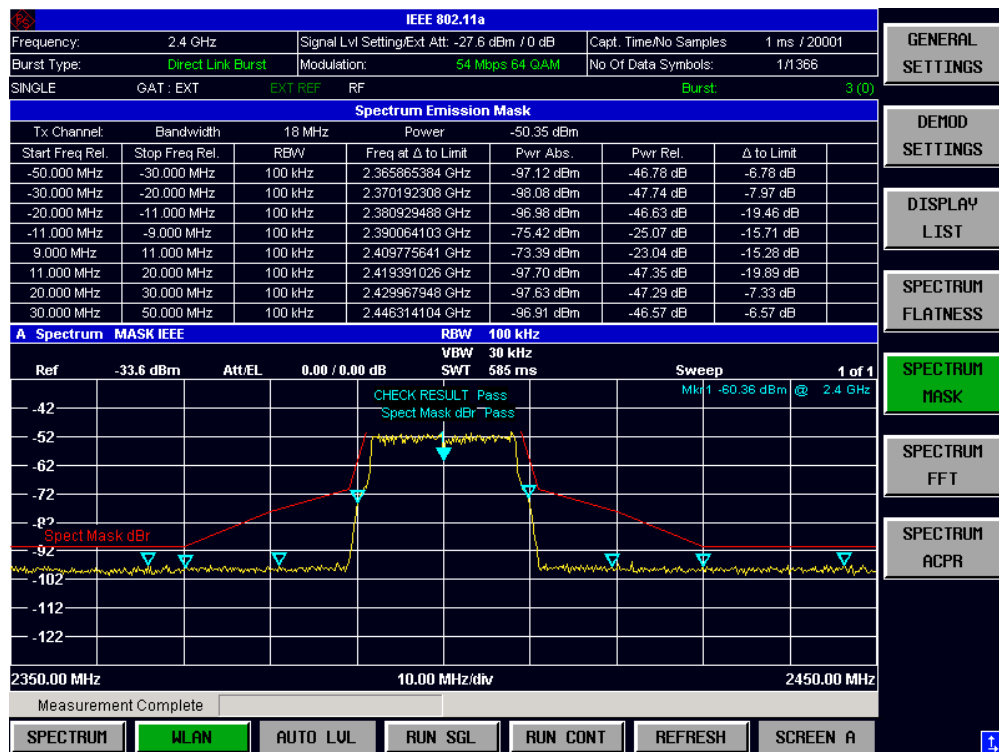 IEEE 802.11a
Frequency: 2.4 GHz Signal Lvl Setting/Ext Att: -27.6 dBm / 0 dB Capt. Time/No Samples 1 ms / 20001
Burst Type: Direct Link Burst Modulation: 54 Mbps 64 QAM No Of Data Symbols: 1/1366
SINGLE GAT : EXT EXT REF RF Burst: 3 (0)
Spectrum Emission Mask
Tx Channel: Bandwidth 18 MHz Power -50.35 dBm
Start Freq Rel. Stop Freq Rel. RBW Freq at Δ to Limit Pwr Abs. Pwr Rel. Δ to Limit
-50.000 MHz -30.000 MHz 100 kHz 2.365865384 GHz -97.12 dBm -46.78 dB -6.78 dB
-30.000 MHz -20.000 MHz 100 kHz 2.370192308 GHz -98.08 dBm -47.74 dB -7.97 dB
-20.000 MHz -11.000 MHz 100 kHz 2.380929488 GHz -96.98 dBm -46.63 dB -19.46 dB
-11.000 MHz -9.000 MHz 100 kHz 2.390064103 GHz -75.42 dBm -25.07 dB -15.71 dB
9.000 MHz 11.000 MHz 100 kHz 2.409775641 GHz -73.39 dBm -23.04 dB -15.28 dB
11.000 MHz 20.000 MHz 100 kHz 2.419391026 GHz -97.70 dBm -47.35 dB -19.89 dB
20.000 MHz 30.000 MHz 100 kHz 2.429967948 GHz -97.63 dBm -47.29 dB -7.33 dB
30.000 MHz 50.000 MHz 100 kHz 2.446314104 GHz -96.91 dBm -46.57 dB -6.57 dB
A Spectrum MASK IEEE RBW 100 kHz
VBW 30 kHz
Ref -33.6 dBm Att/EL 0.00 / 0.00 dB SWT 585 ms Sweep 1 of 1
CHECK RESULT Pass
Spect Mask dBr Pass
Mkr1 -60.36 dBm @ 2.4 GHz
-42
-52
-62
-72
-82
Spect Mask dBr
-92
-102
-112
-122
2350.00 MHz 10.00 MHz/div 2450.00 MHz
Measurement Complete
SPECTRUM WLAN AUTO LVL RUN SGL RUN CONT REFRESH SCREEN A
GENERAL
SETTINGS
DEMOD
SETTINGS
DISPLAY
LIST
SPECTRUM
FLATNESS
SPECTRUM
MASK
SPECTRUM
FFT
SPECTRUM
ACPR